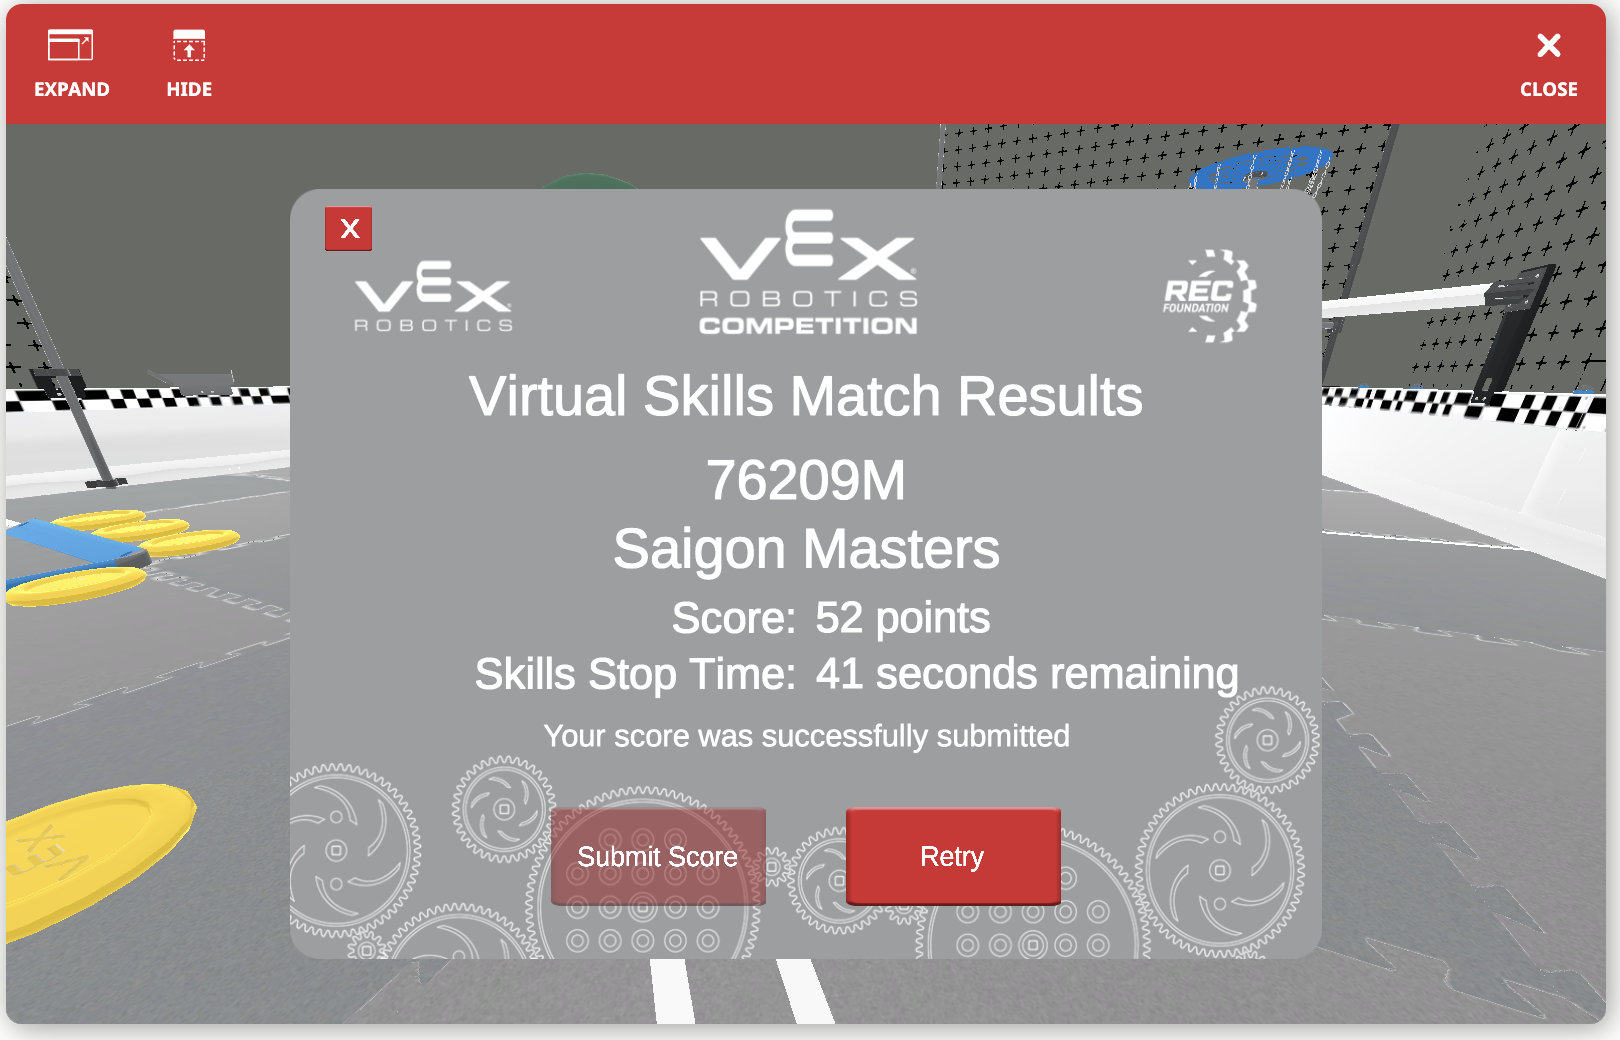 EXPAND
HIDE
CLOSE
X
VEX
ROBOTICS
VEX
ROBOTICS
COMPETITION
REC
FOUNDATION
Virtual Skills Match Results
76209M
Saigon Masters
Score: 52 points
Skills Stop Time: 41 seconds remaining
Your score was successfully submitted
Submit Score
Retry
VEX